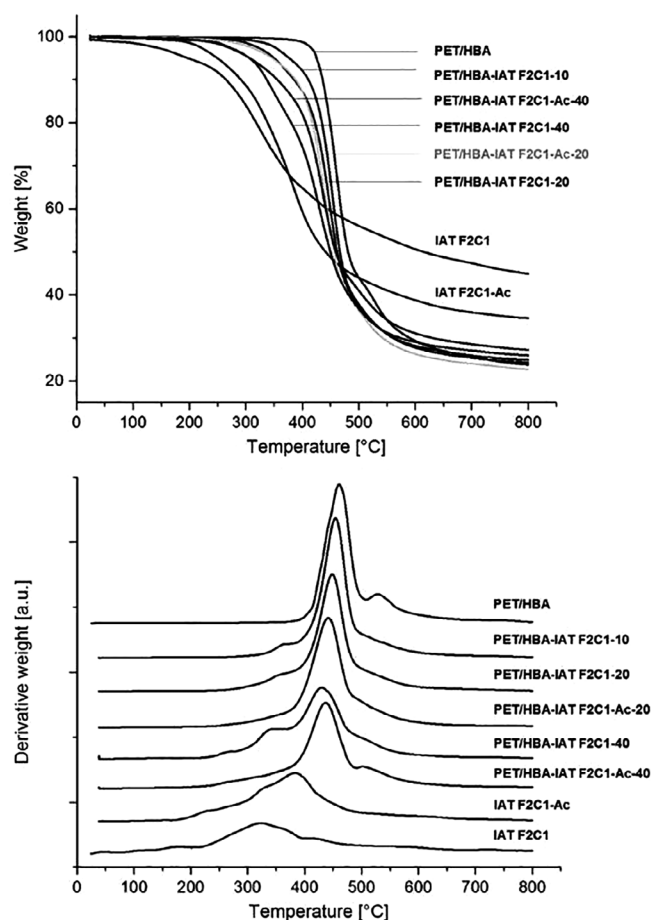 100
80
60
40
20
Weight [%]
PET/HBA
PET/HBA-IAT F2C1-10
PET/HBA-IAT F2C1-Ac-40
PET/HBA-IAT F2C1-40
PET/HBA-IAT F2C1-Ac-20
PET/HBA-IAT F2C1-20
IAT F2C1
IAT F2C1-Ac
0 100 200 300 400 500 600 700 800
Temperature [°C]
Derivative weight [a.u.]
PET/HBA
PET/HBA-IAT F2C1-10
PET/HBA-IAT F2C1-20
PET/HBA-IAT F2C1-Ac-20
PET/HBA-IAT F2C1-40
PET/HBA-IAT F2C1-Ac-40
IAT F2C1-Ac
IAT F2C1
0 100 200 300 400 500 600 700 800
Temperature [°C]